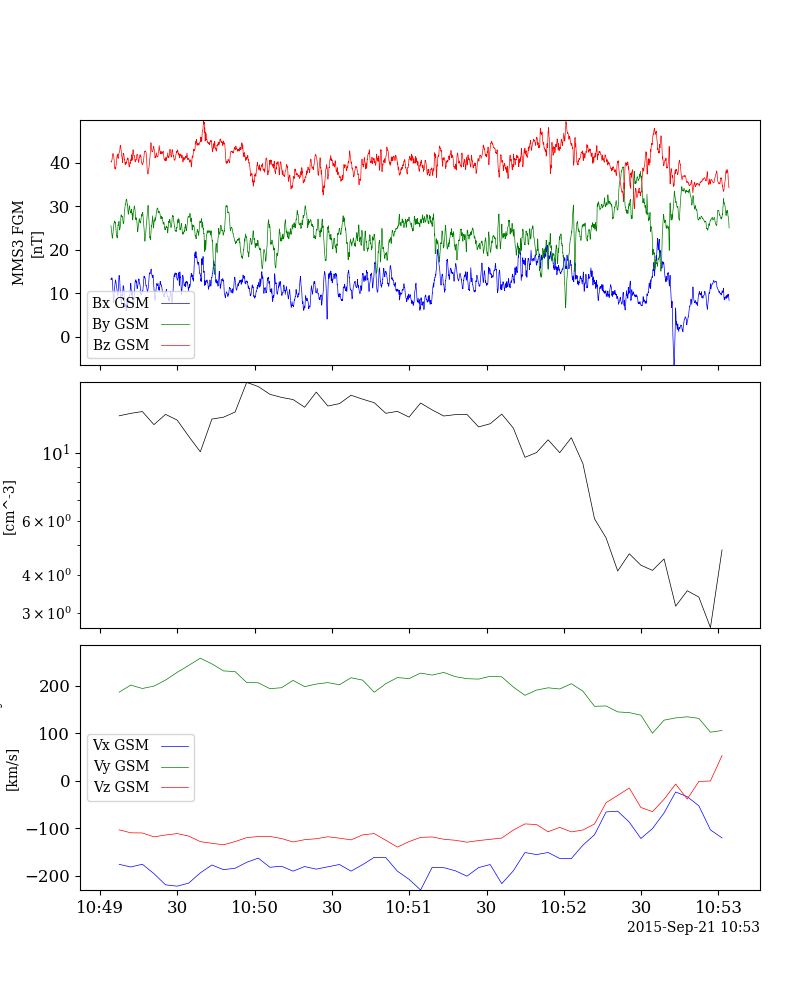 MMS3 FGM
[nT]
40
30
20
10
0
Bx GSM
By GSM
Bz GSM
[cm^-3]
10¹
6 × 10⁰
4 × 10⁰
3 × 10⁰
[km/s]
200
100
0
−100
−200
Vx GSM
Vy GSM
Vz GSM
10:49 30 10:50 30 10:51 30 10:52 30 10:53
2015-Sep-21 10:53